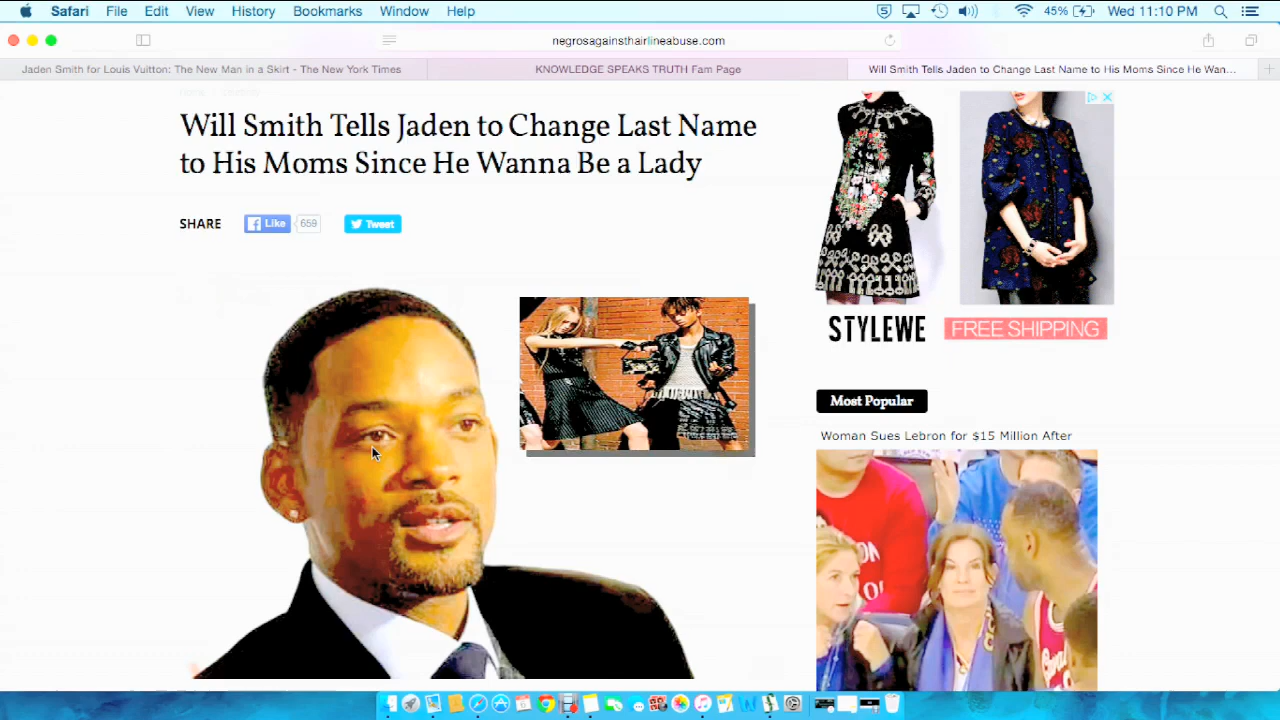 Safari File Edit View History Bookmarks Window Help 5 45% Wed 11:10 PM
negrosagainsthairlineabuse.com
Jaden Smith for Louis Vuitton: The New Man in a Skirt - The New York Times
KNOWLEDGE SPEAKS TRUTH Fam Page
Will Smith Tells Jaden to Change Last Name to His Moms Since He Wan...
Will Smith Tells Jaden to Change Last Name
to His Moms Since He Wanna Be a Lady
SHARE Like 659 Tweet
STYLEWE FREE SHIPPING
Most Popular
Woman Sues Lebron for $15 Million After